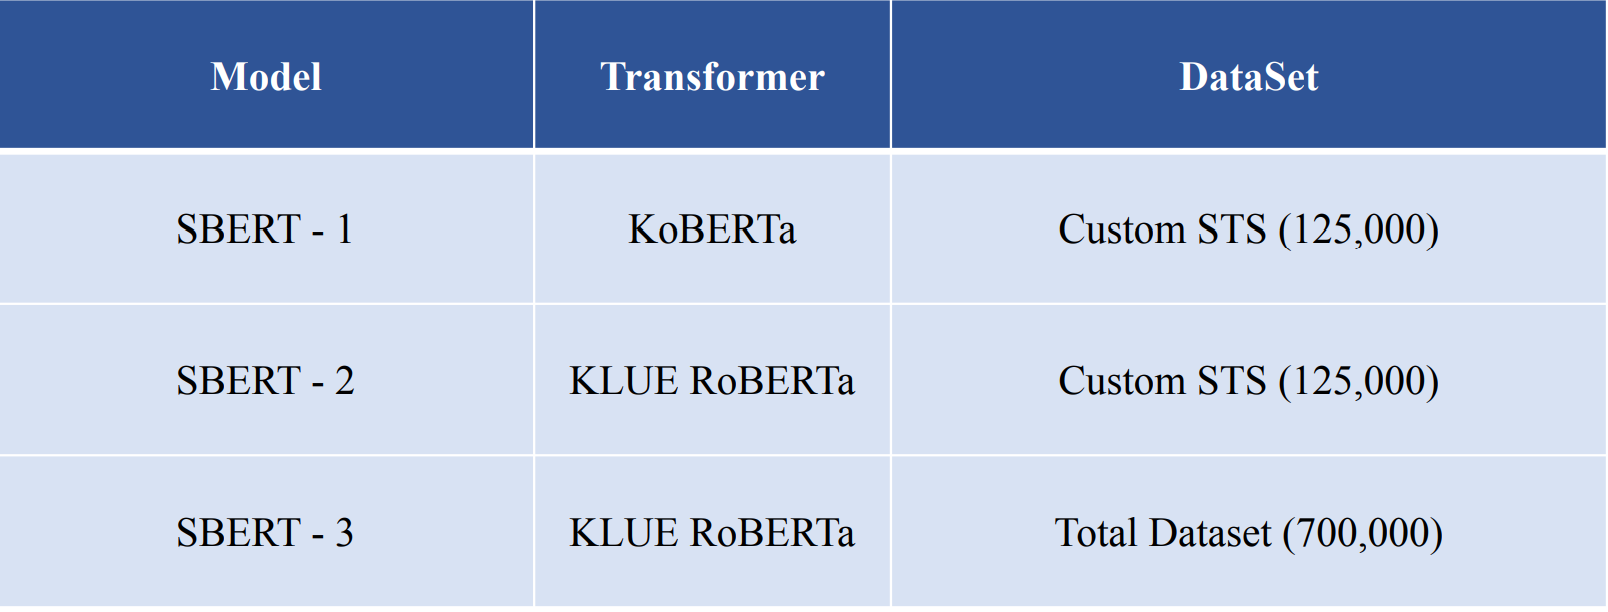 Model Transformer DataSet
SBERT - 1 KoBERTa Custom STS (125,000)
SBERT - 2 KLUE RoBERTa Custom STS (125,000)
SBERT - 3 KLUE RoBERTa Total Dataset (700,000)